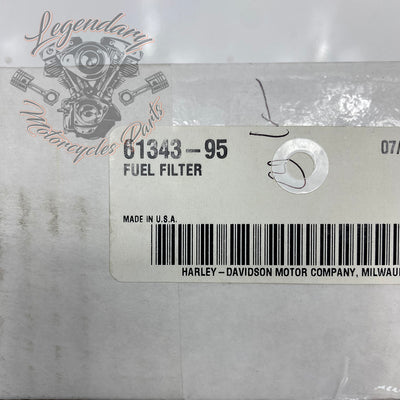 Legendary
Motorcycles Parts
61343-95
07/
FUEL FILTER
MADE IN U.S.A.
HARLEY-DAVIDSON MOTOR COMPANY, MILWAU